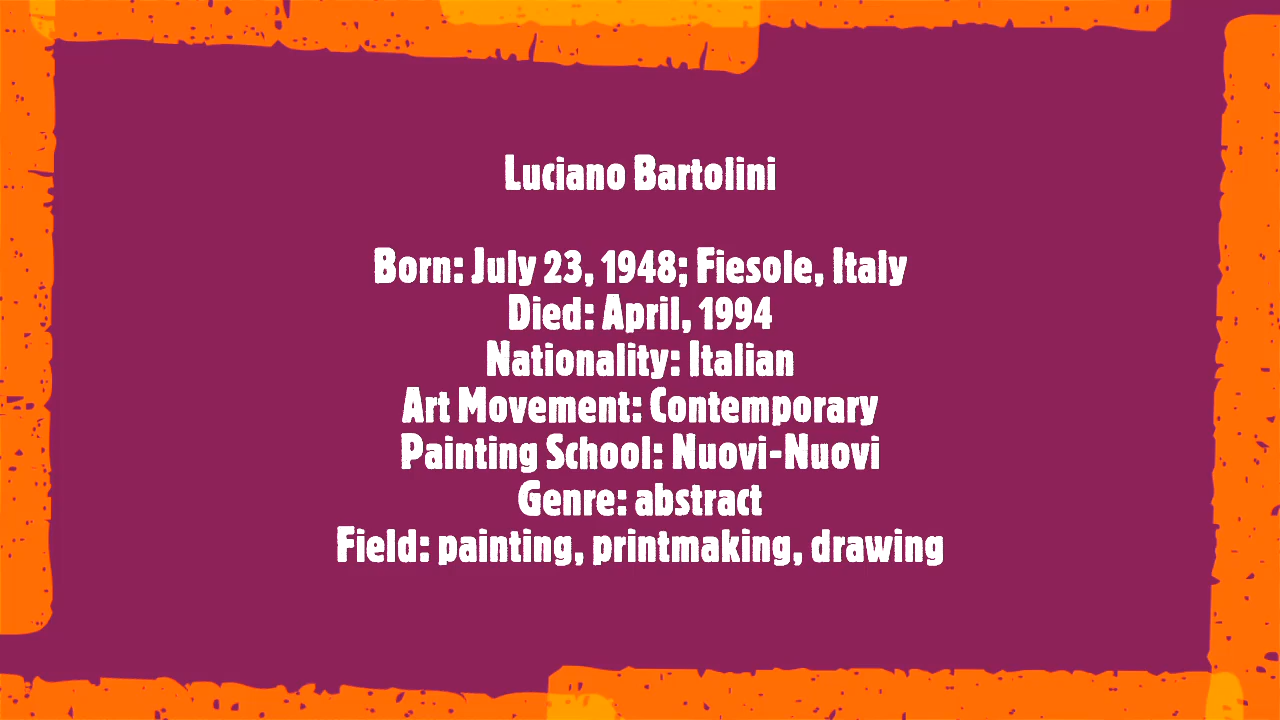 Luciano Bartolini
Born: July 23, 1948; Fiesole, Italy
Died: April, 1994
Nationality: Italian
Art Movement: Contemporary
Painting School: Nuovi-Nuovi
Genre: abstract
Field: painting, printmaking, drawing